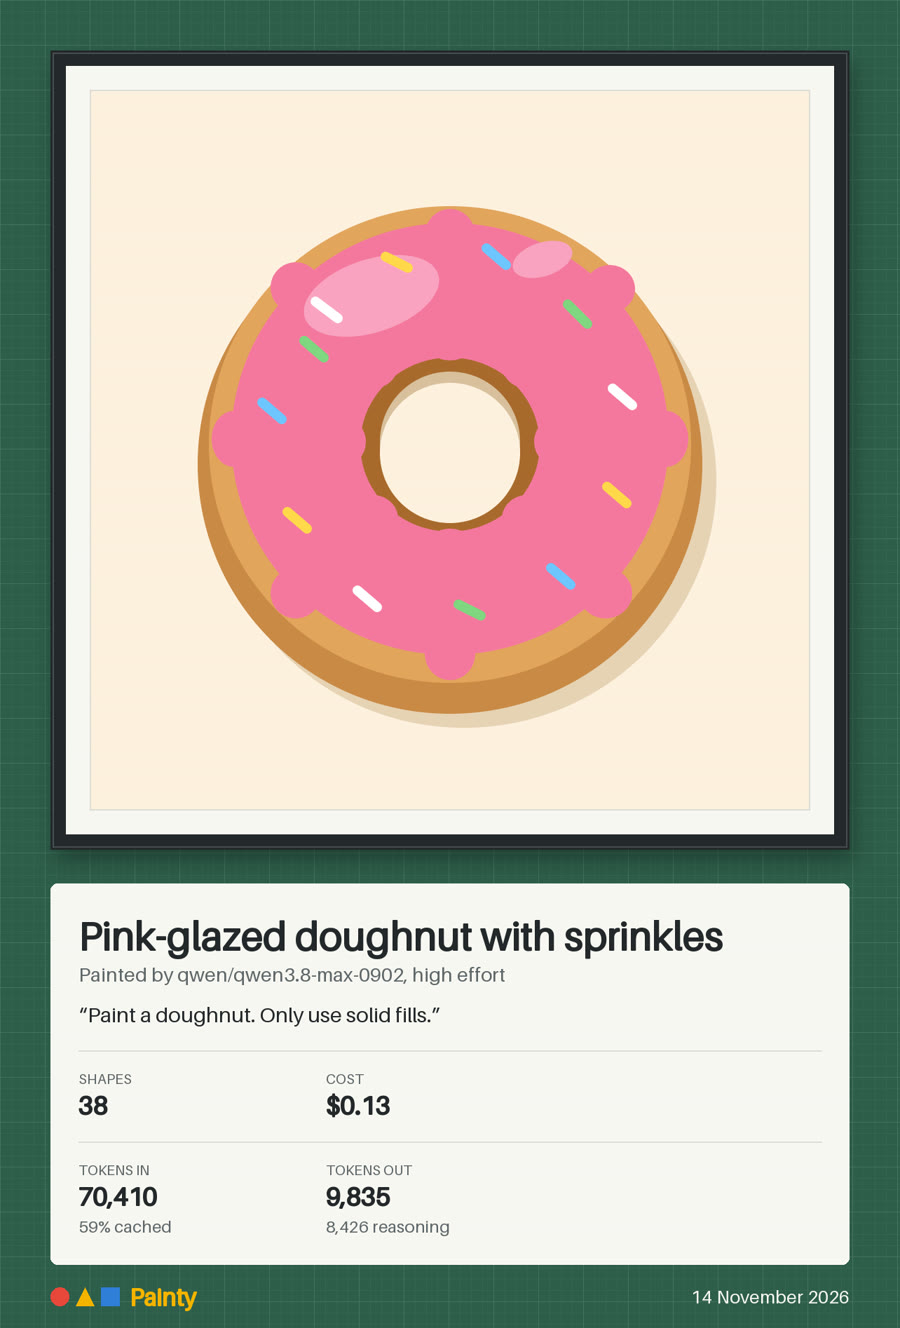 Pink-glazed doughnut with sprinkles
Painted by qwen/qwen3.8-max-0902, high effort
“Paint a doughnut. Only use solid fills.”
SHAPES COST
38 $0.13
TOKENS IN TOKENS OUT
70,410 9,835
59% cached 8,426 reasoning
Painty 14 November 2026